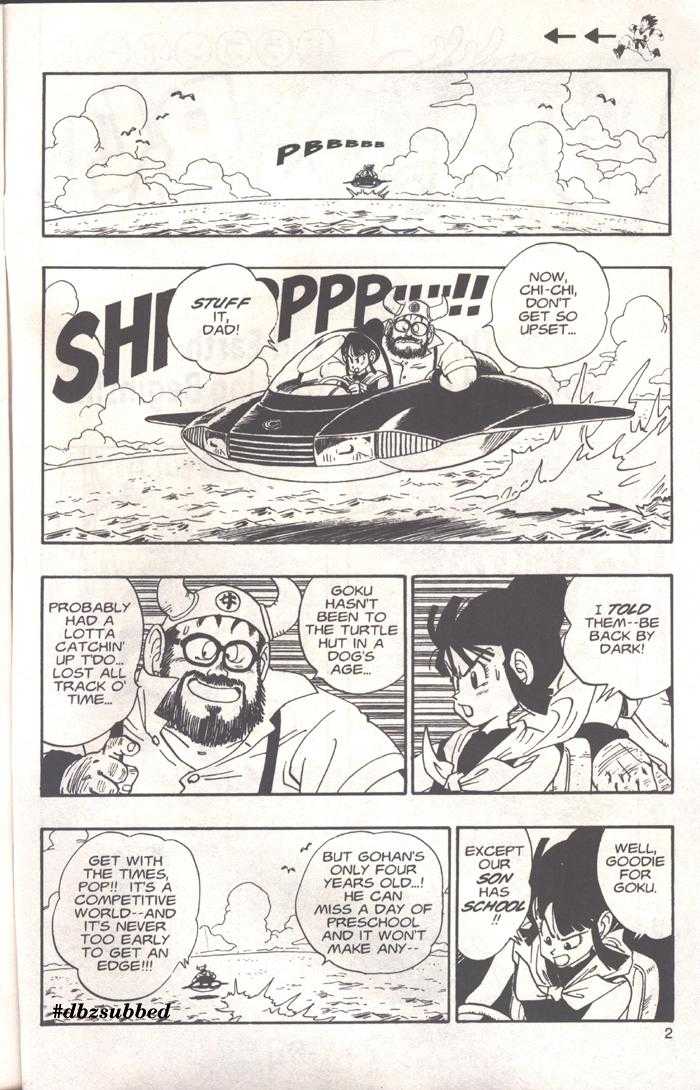 PBBBBBB
NOW,
CHI-CHI,
DON'T
GET SO
UPSET...
STUFF
IT,
DAD!
I TOLD
THEM--BE
BACK BY
DARK!
GOKU
HASN'T
BEEN TO
THE TURTLE
HUT IN A
DOG'S
AGE...
牛
PROBABLY
HAD A
LOTTA
CATCHIN'
UP T'DO...
LOST ALL
TRACK O'
TIME...
WELL,
GOODIE
FOR
GOKU.
EXCEPT
OUR
SON
HAS
SCHOOL
!!
BUT GOHAN'S
ONLY FOUR
YEARS OLD...!
HE CAN
MISS A DAY OF
PRESCHOOL
AND IT WON'T
MAKE ANY--
GET WITH
THE TIMES,
POP!! IT'S A
COMPETITIVE
WORLD--AND
IT'S NEVER
TOO EARLY
TO GET AN
EDGE!!!
#dbzsubbed
2